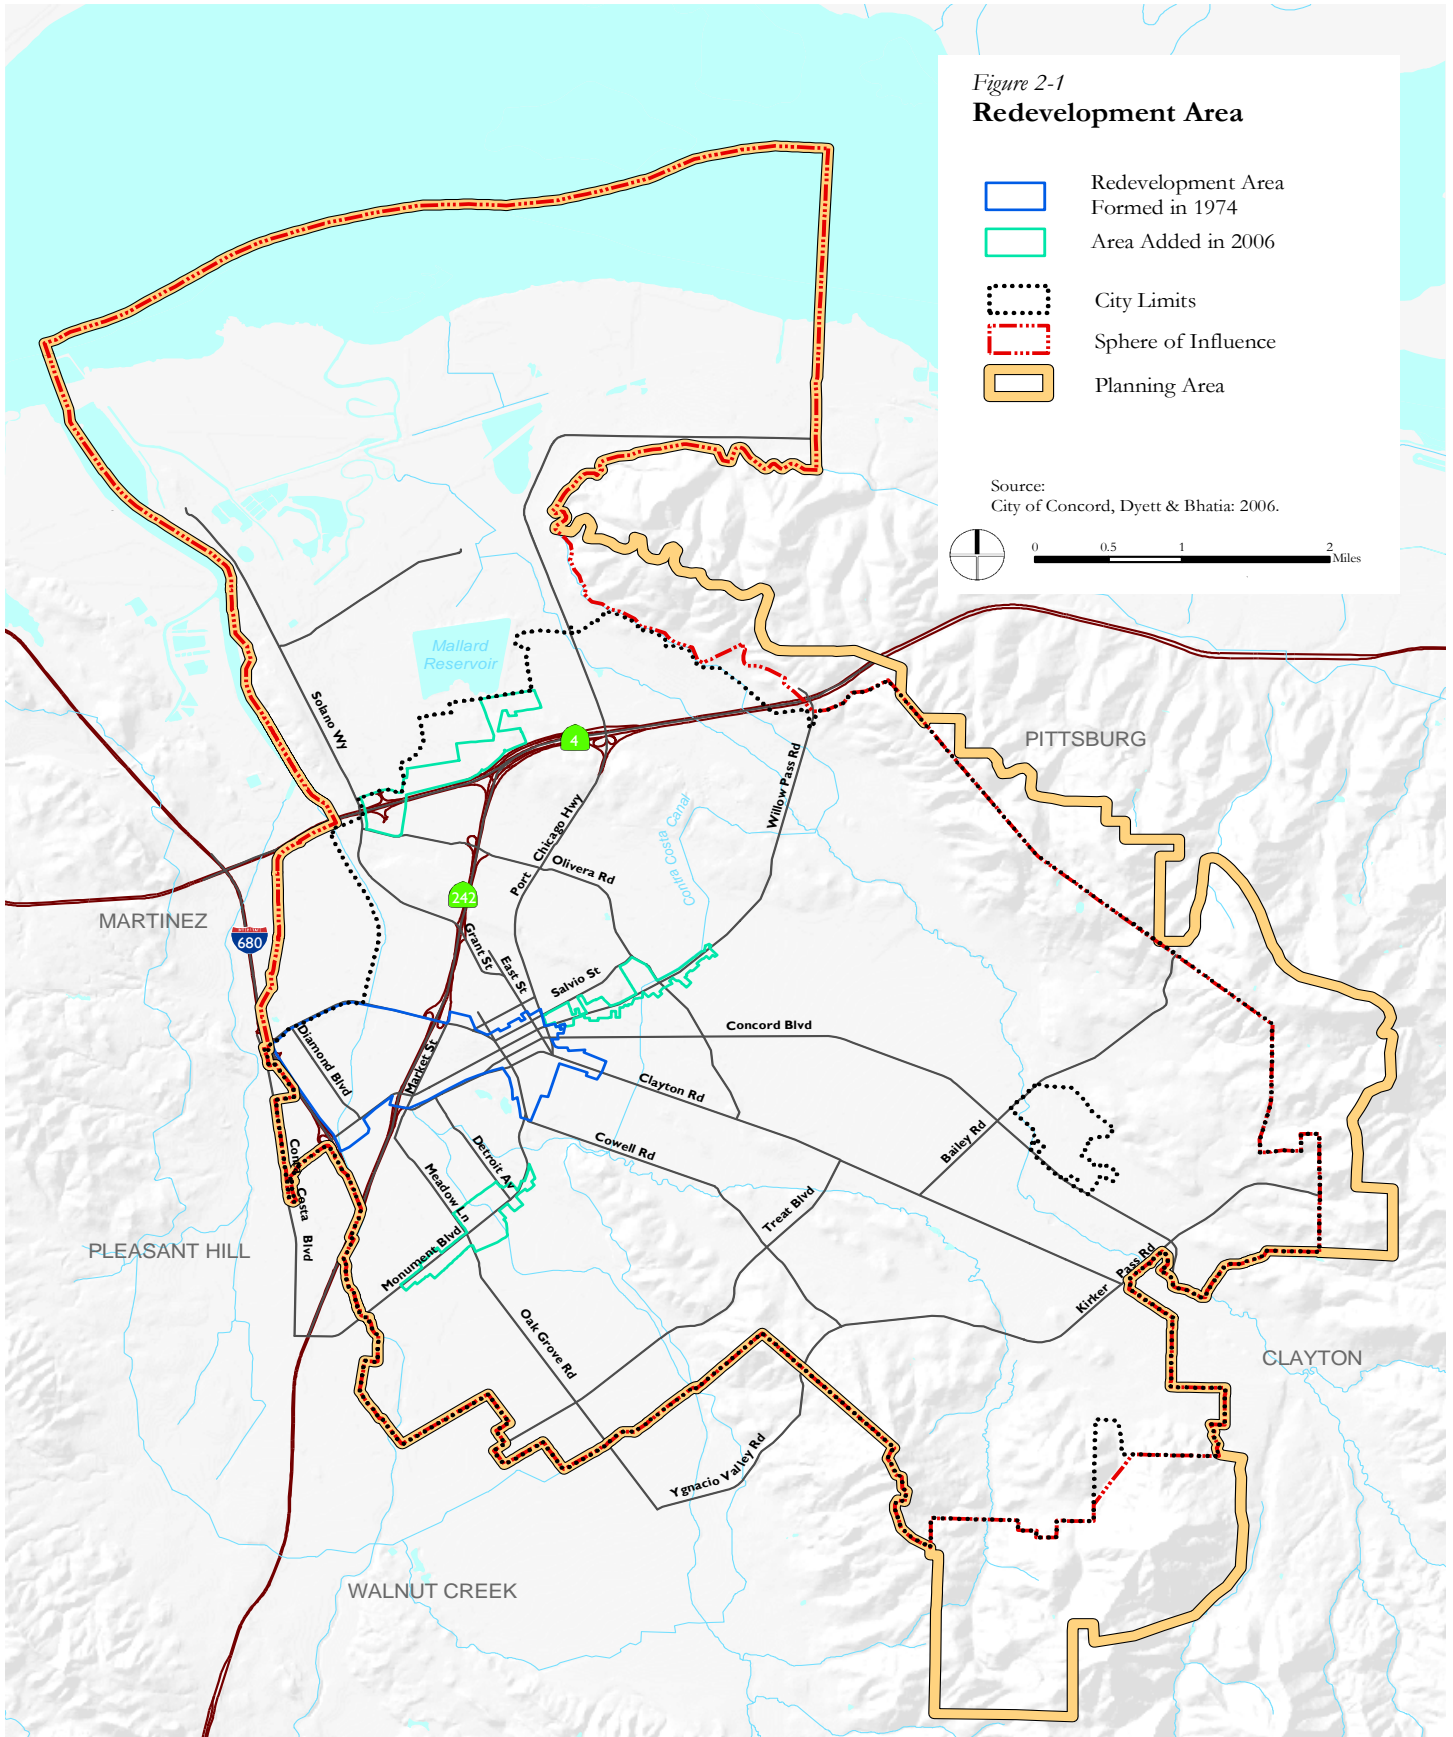 Figure 2-1
Redevelopment Area
Redevelopment Area
Formed in 1974
Area Added in 2006
City Limits
Sphere of Influence
Planning Area
Source:
City of Concord, Dyett & Bhatia: 2006.
0 0.5 1 2
Miles
Mallard
Reservoir
Solano Wy
4
PITTSBURG
Willow Pass Rd
Port Chicago Hwy
Contra Costa Canal
Olivera Rd
242
MARTINEZ
680
Grant St
East St
Salvio St
Concord Blvd
Diamond Blvd
Market St
Clayton Rd
Cowell Rd
Bailey Rd
Detroit Av
Meadow Ln
Contra Costa Blvd
Treat Blvd
PLEASANT HILL
Monument Blvd
Kirker Pass Rd
Oak Grove Rd
CLAYTON
Ygnacio Valley Rd
WALNUT CREEK